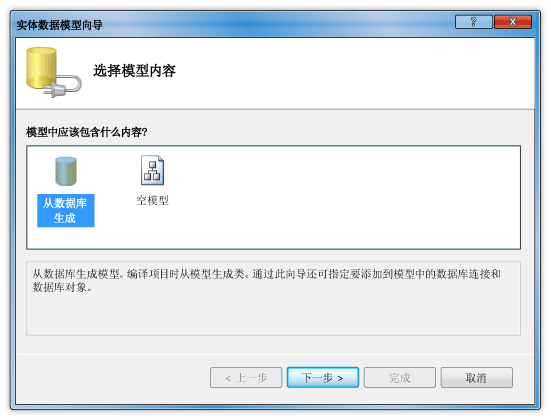 实体数据模型向导
?
X
选择模型内容
模型中应该包含什么内容?
从数据库
生成
空模型
从数据库生成模型。编译项目时从模型生成类。通过此向导还可指定要添加到模型中的数据库连接和
数据库对象。
< 上一步
下一步 >
完成
取消